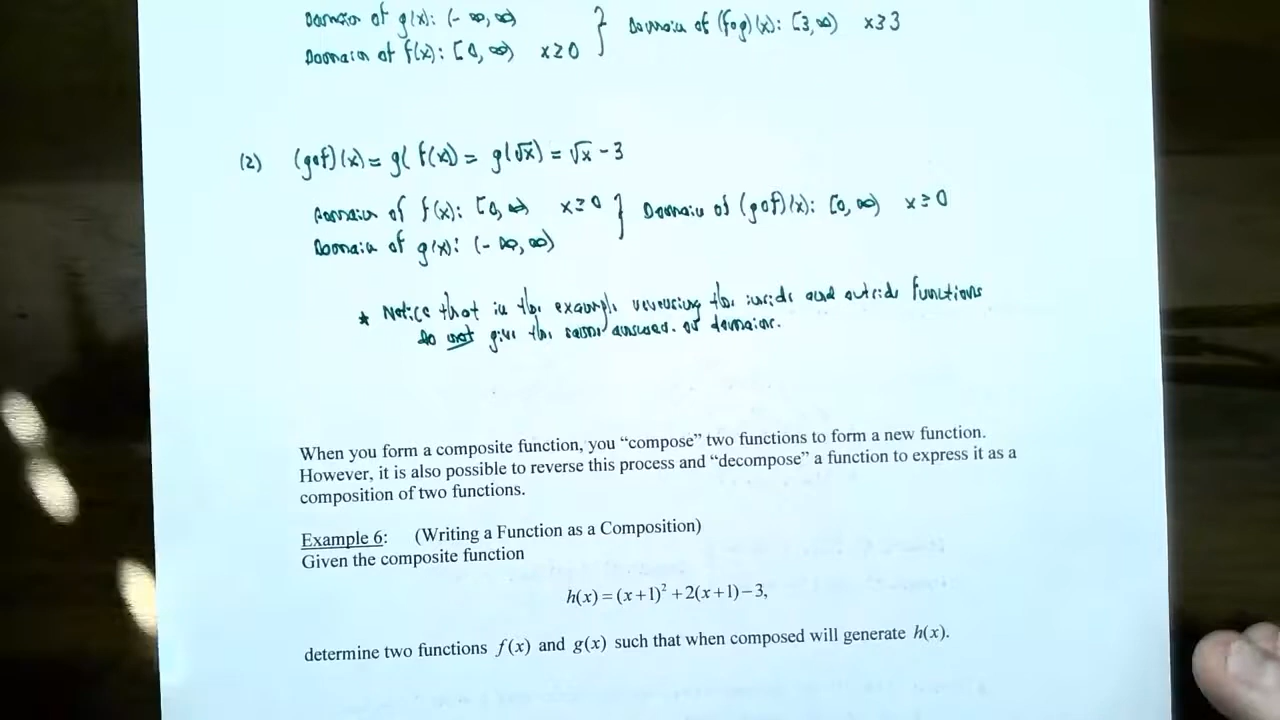 Domain of g(x): (-∞, ∞)
Domain of f(x): [0, ∞) x≥0 } Domain of (f∘g)(x): [3, ∞) x≥3
(2) (g∘f)(x) = g( f(x)) = g(√x) = √x - 3
Domain of f(x): [0, ∞) x≥0 } Domain of (g∘f)(x): [0, ∞) x≥0
Domain of g(x): (-∞, ∞)
* Notice that in this example reversing the inside and outside functions
do not give the same answer or domain.
When you form a composite function, you “compose” two functions to form a new function.
However, it is also possible to reverse this process and “decompose” a function to express it as a
composition of two functions.
Example 6: (Writing a Function as a Composition)
Given the composite function
h(x) = (x+1)² + 2(x+1) − 3,
determine two functions f(x) and g(x) such that when composed will generate h(x).